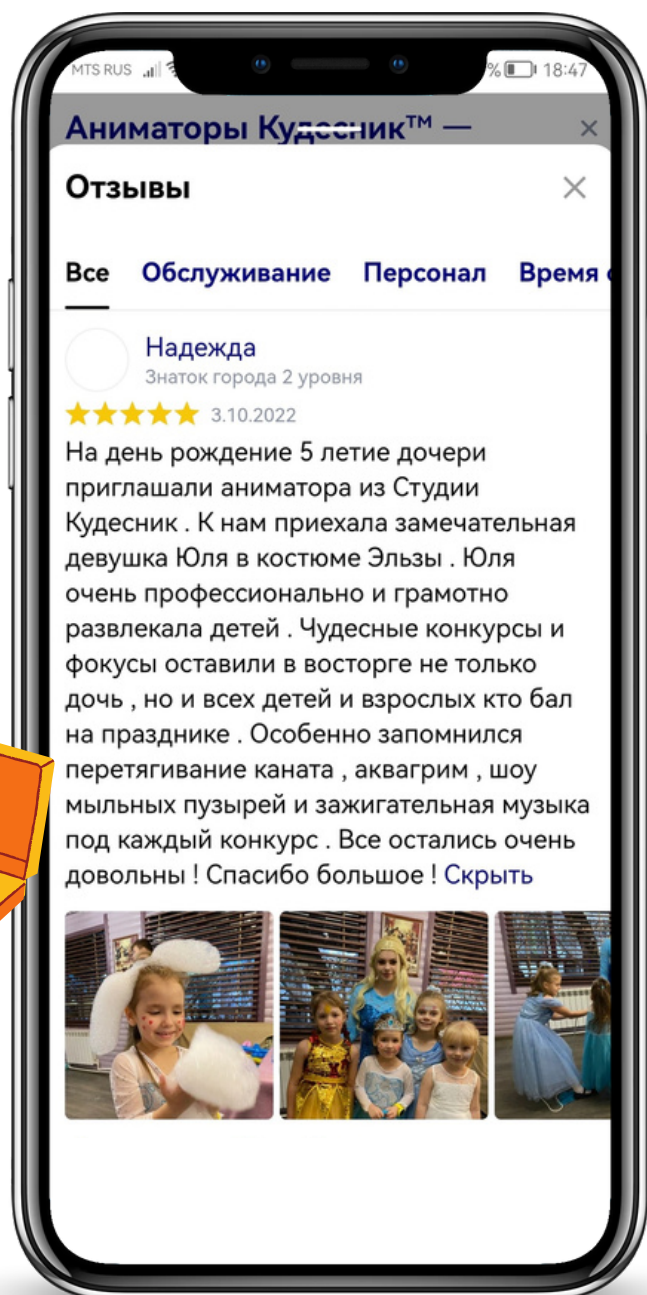 MTS RUS % 18:47
Аниматоры Кудесник™ —
Отзывы
Все Обслуживание Персонал Время
Надежда
Знаток города 2 уровня
3.10.2022
На день рождение 5 летие дочери
приглашали аниматора из Студии
Кудесник . К нам приехала замечательная
девушка Юля в костюме Эльзы . Юля
очень профессионально и грамотно
развлекала детей . Чудесные конкурсы и
фокусы оставили в восторге не только
дочь , но и всех детей и взрослых кто бал
на празднике . Особенно запомнился
перетягивание каната , аквагрим , шоу
мыльных пузырей и зажигательная музыка
под каждый конкурс . Все остались очень
довольны ! Спасибо большое ! Скрыть